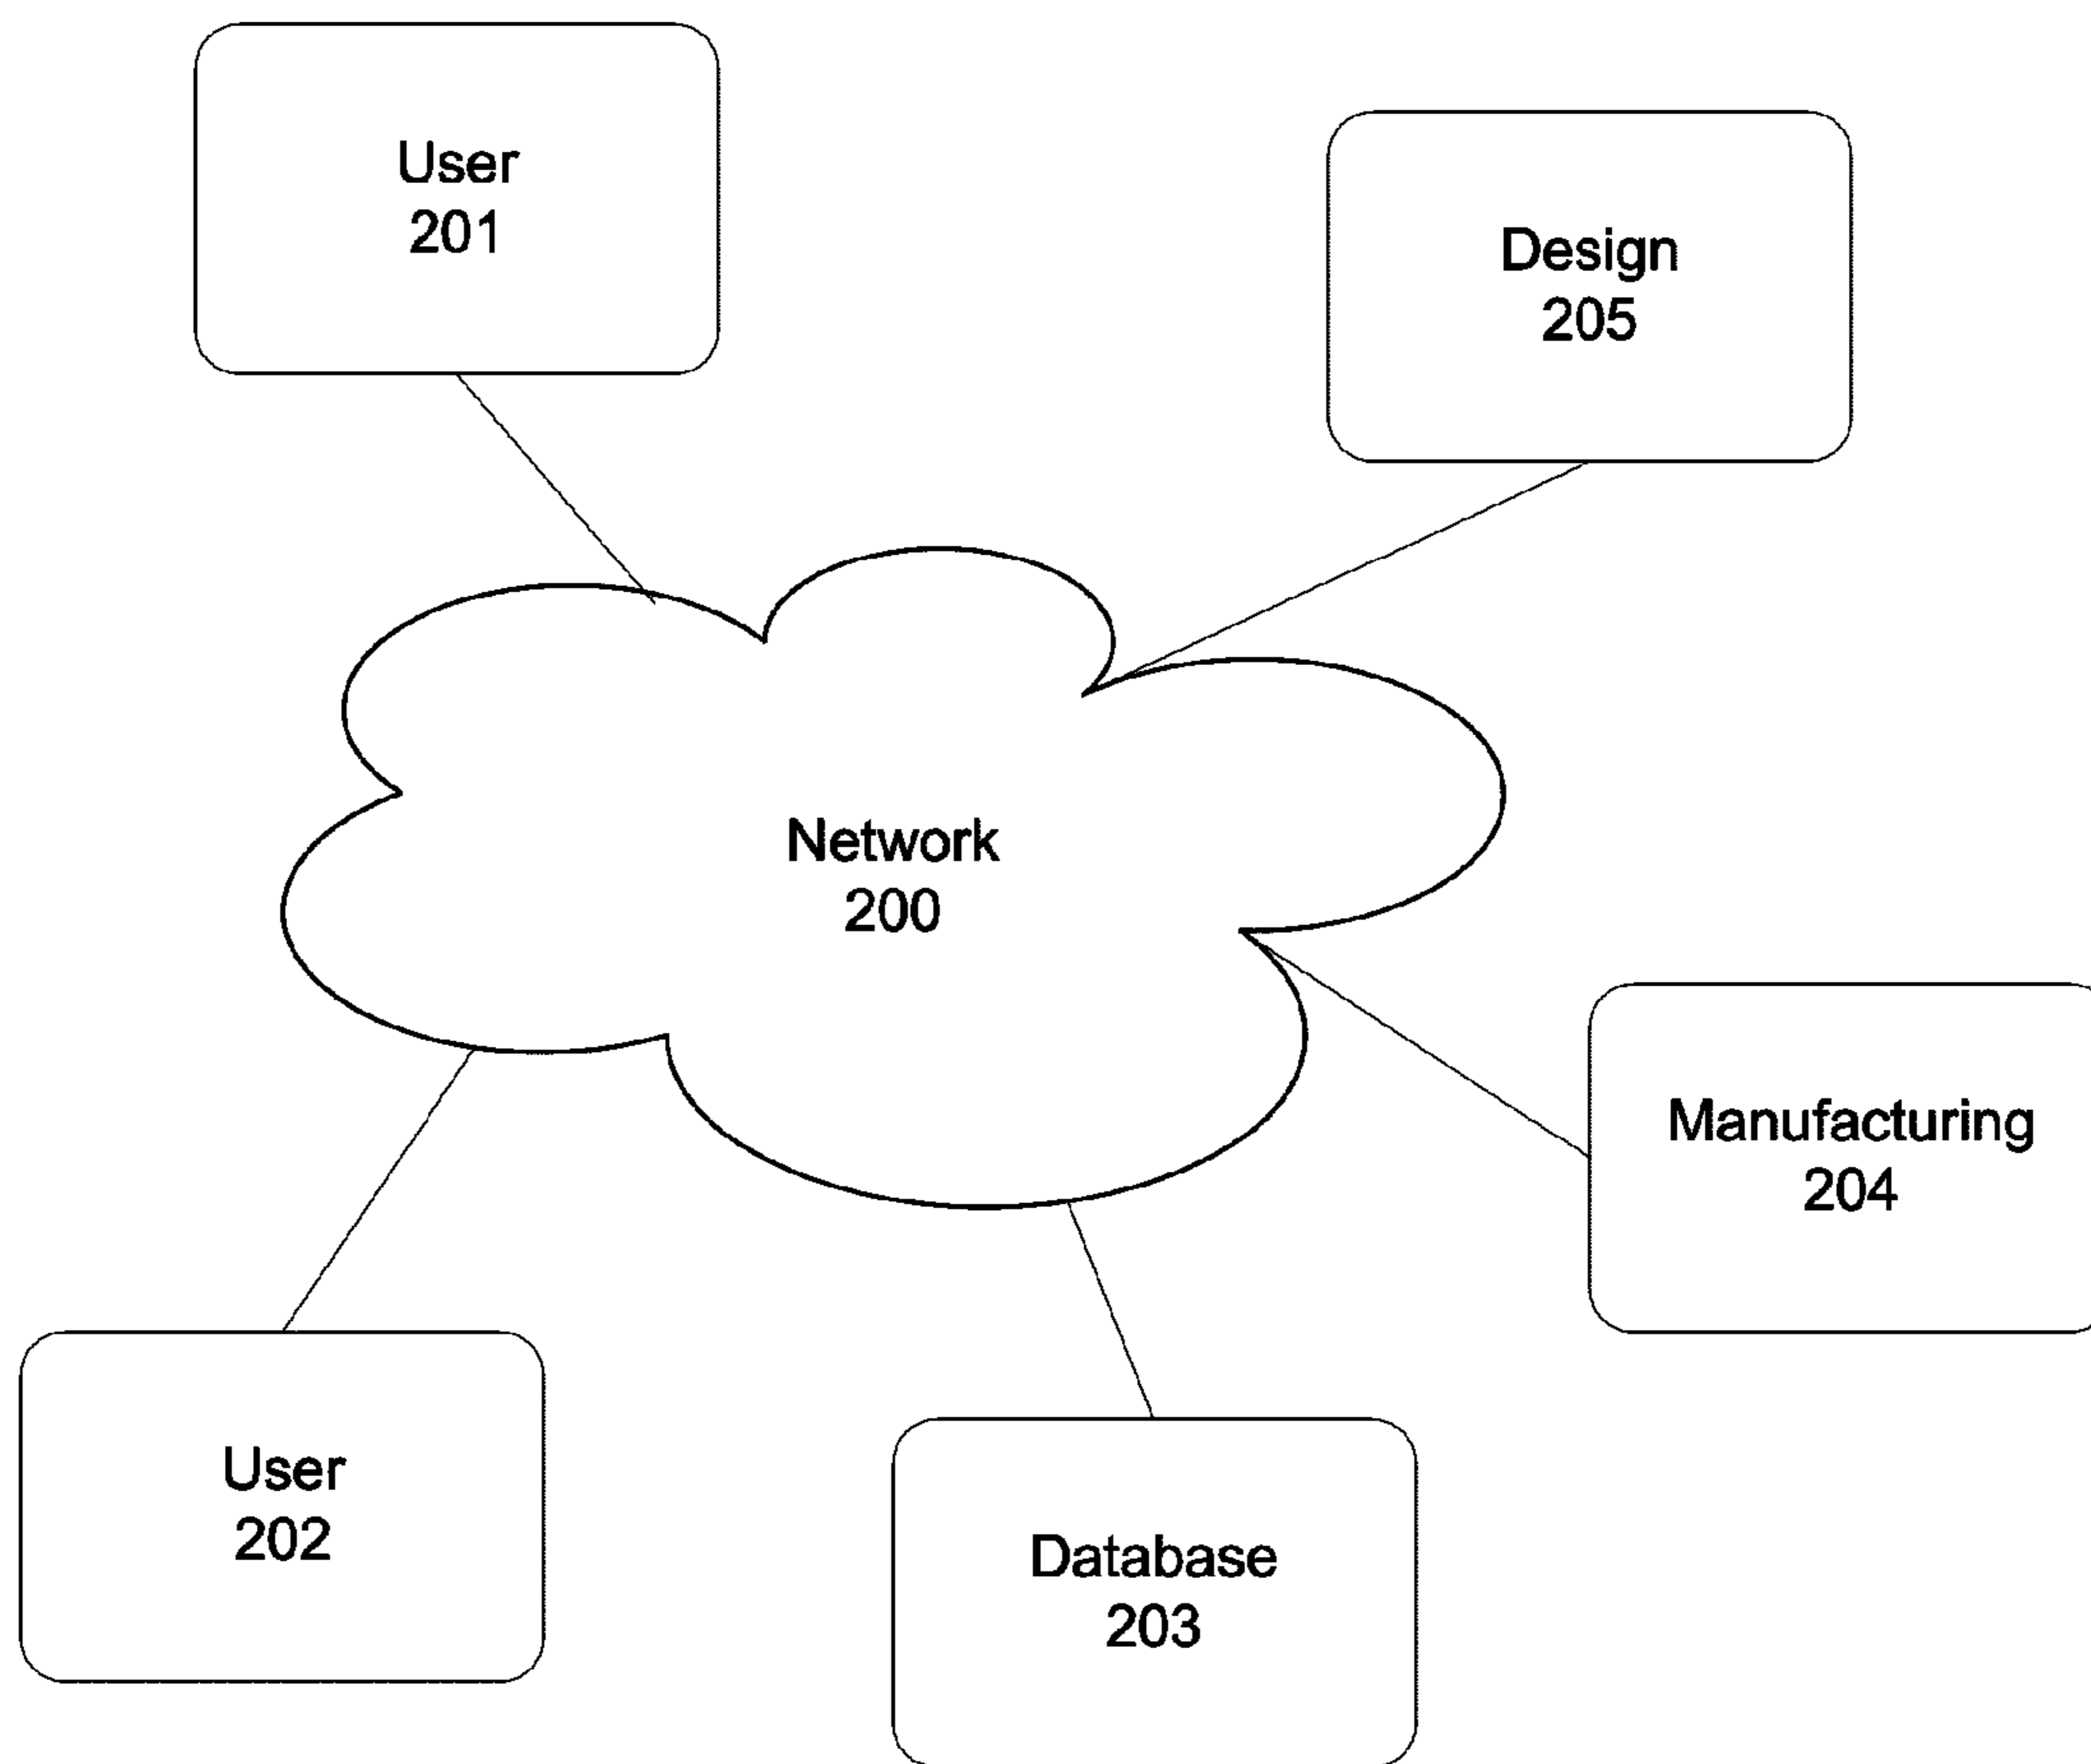 User
201
Design
205
Network
200
Manufacturing
204
User
202
Database
203